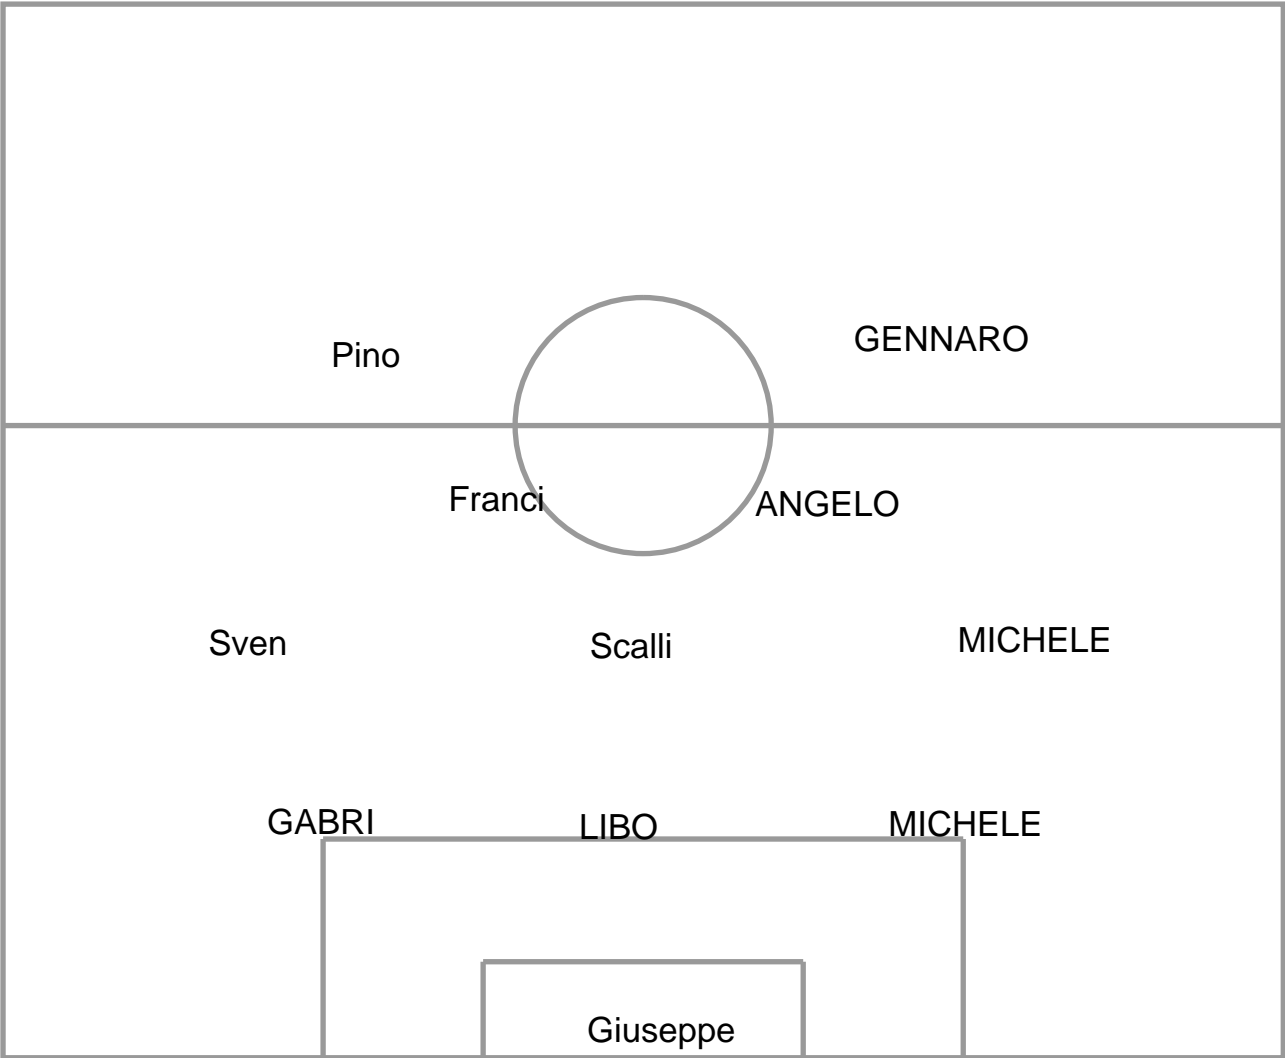 Pino GENNARO
Franci ANGELO
Sven Scalli MICHELE
GABRI LIBO MICHELE
Giuseppe